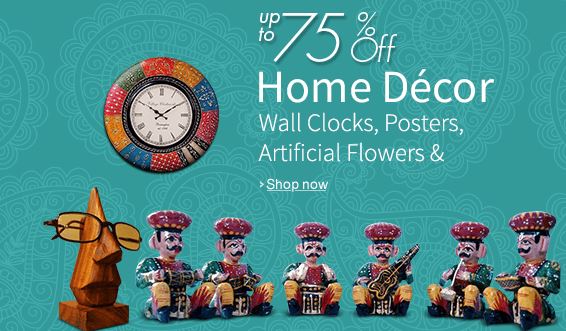 up to 75% Off
Home Décor
Wall Clocks, Posters,
Artificial Flowers &
› Shop now